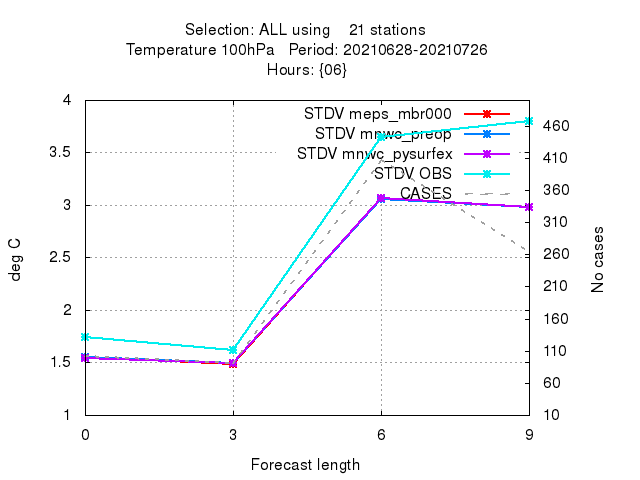 Selection: ALL using    21 stations
Temperature 100hPa   Period: 20210628-20210726
Hours: {06}
4
3.5
3
2.5
2
1.5
1
deg C
STDV meps_mbr000
STDV mnwc_preop
STDV mnwc_pysurfex
STDV OBS
CASES
460
410
360
310
260
210
160
110
60
10
No cases
0 3 6 9
Forecast length